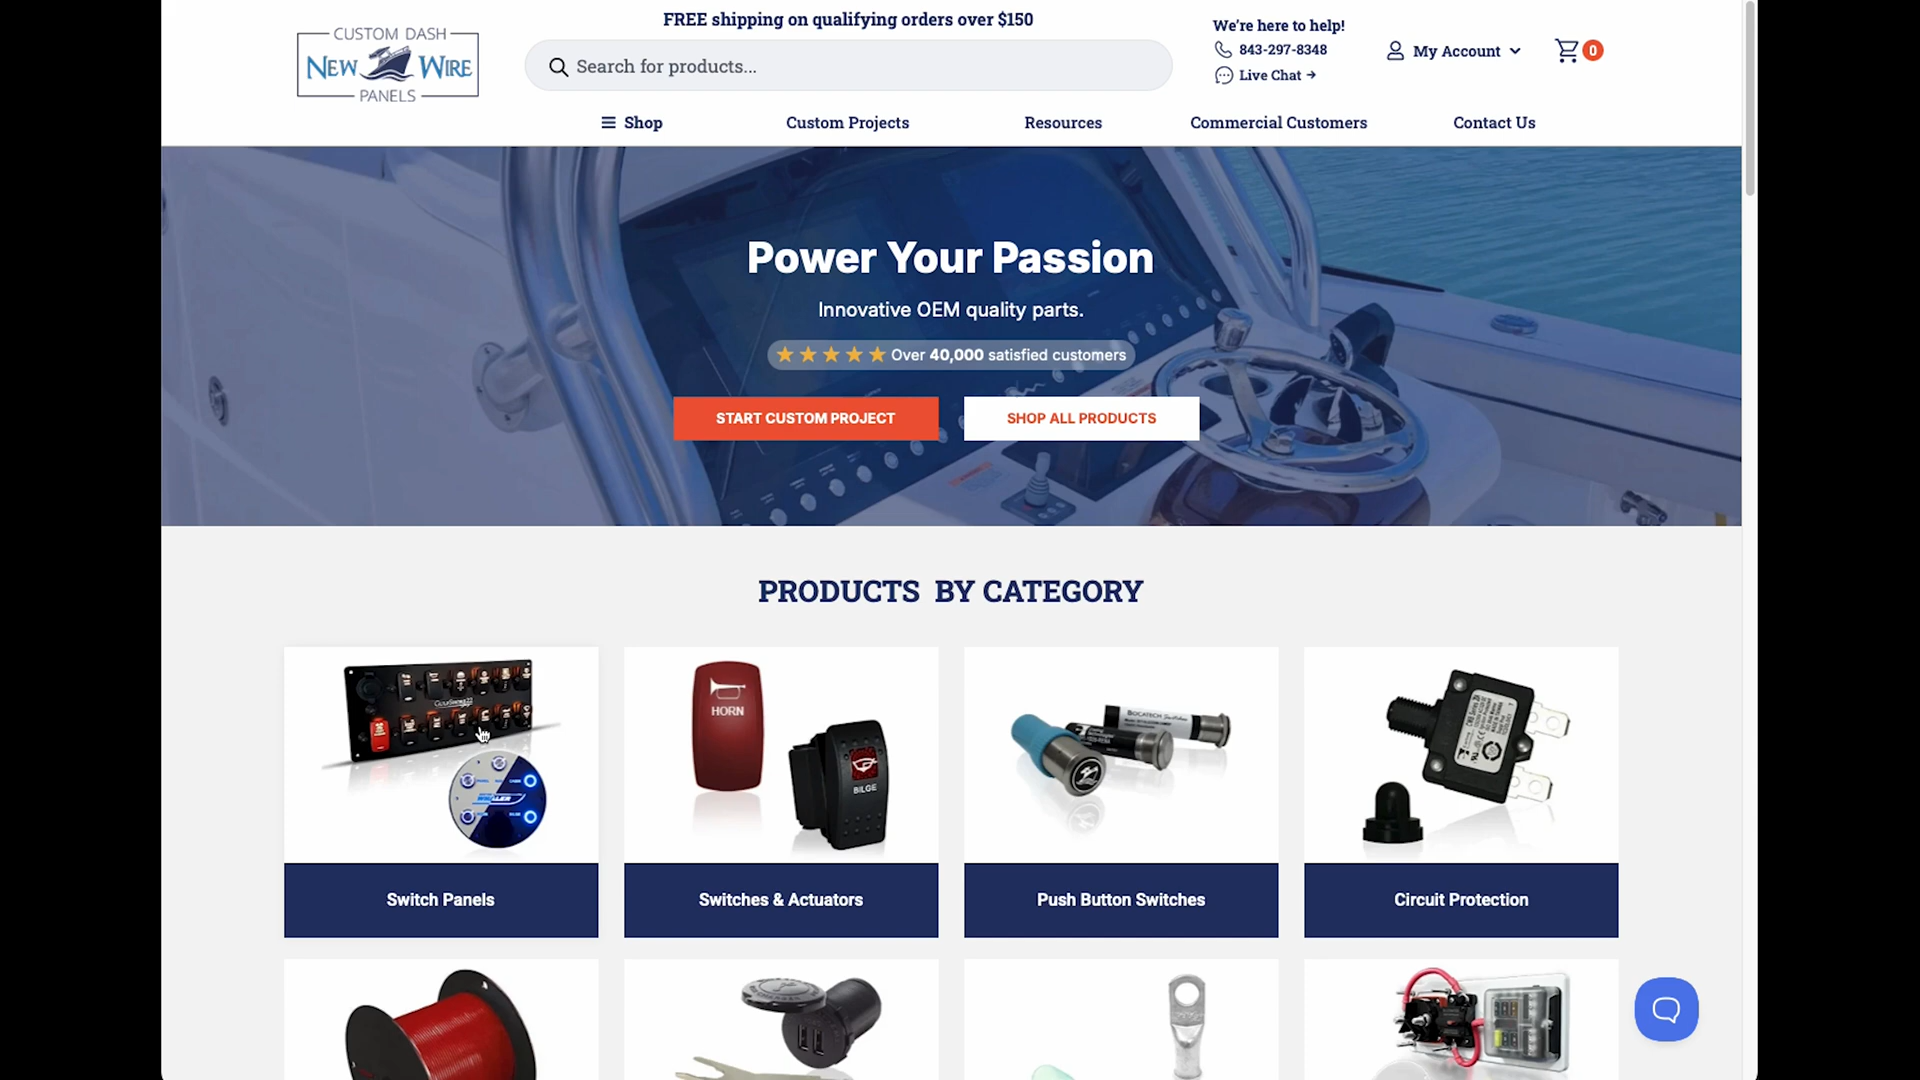 CUSTOM DASH
NEW WIRE
PANELS
FREE shipping on qualifying orders over $150
Search for products...
We're here to help!
843-297-8348
Live Chat →
My Account
0
Shop
Custom Projects
Resources
Commercial Customers
Contact Us
Power Your Passion
Innovative OEM quality parts.
Over 40,000 satisfied customers
START CUSTOM PROJECT
SHOP ALL PRODUCTS
PRODUCTS BY CATEGORY
HORN
BILGE
BOCATECH Switches
Switch Panels
Switches & Actuators
Push Button Switches
Circuit Protection